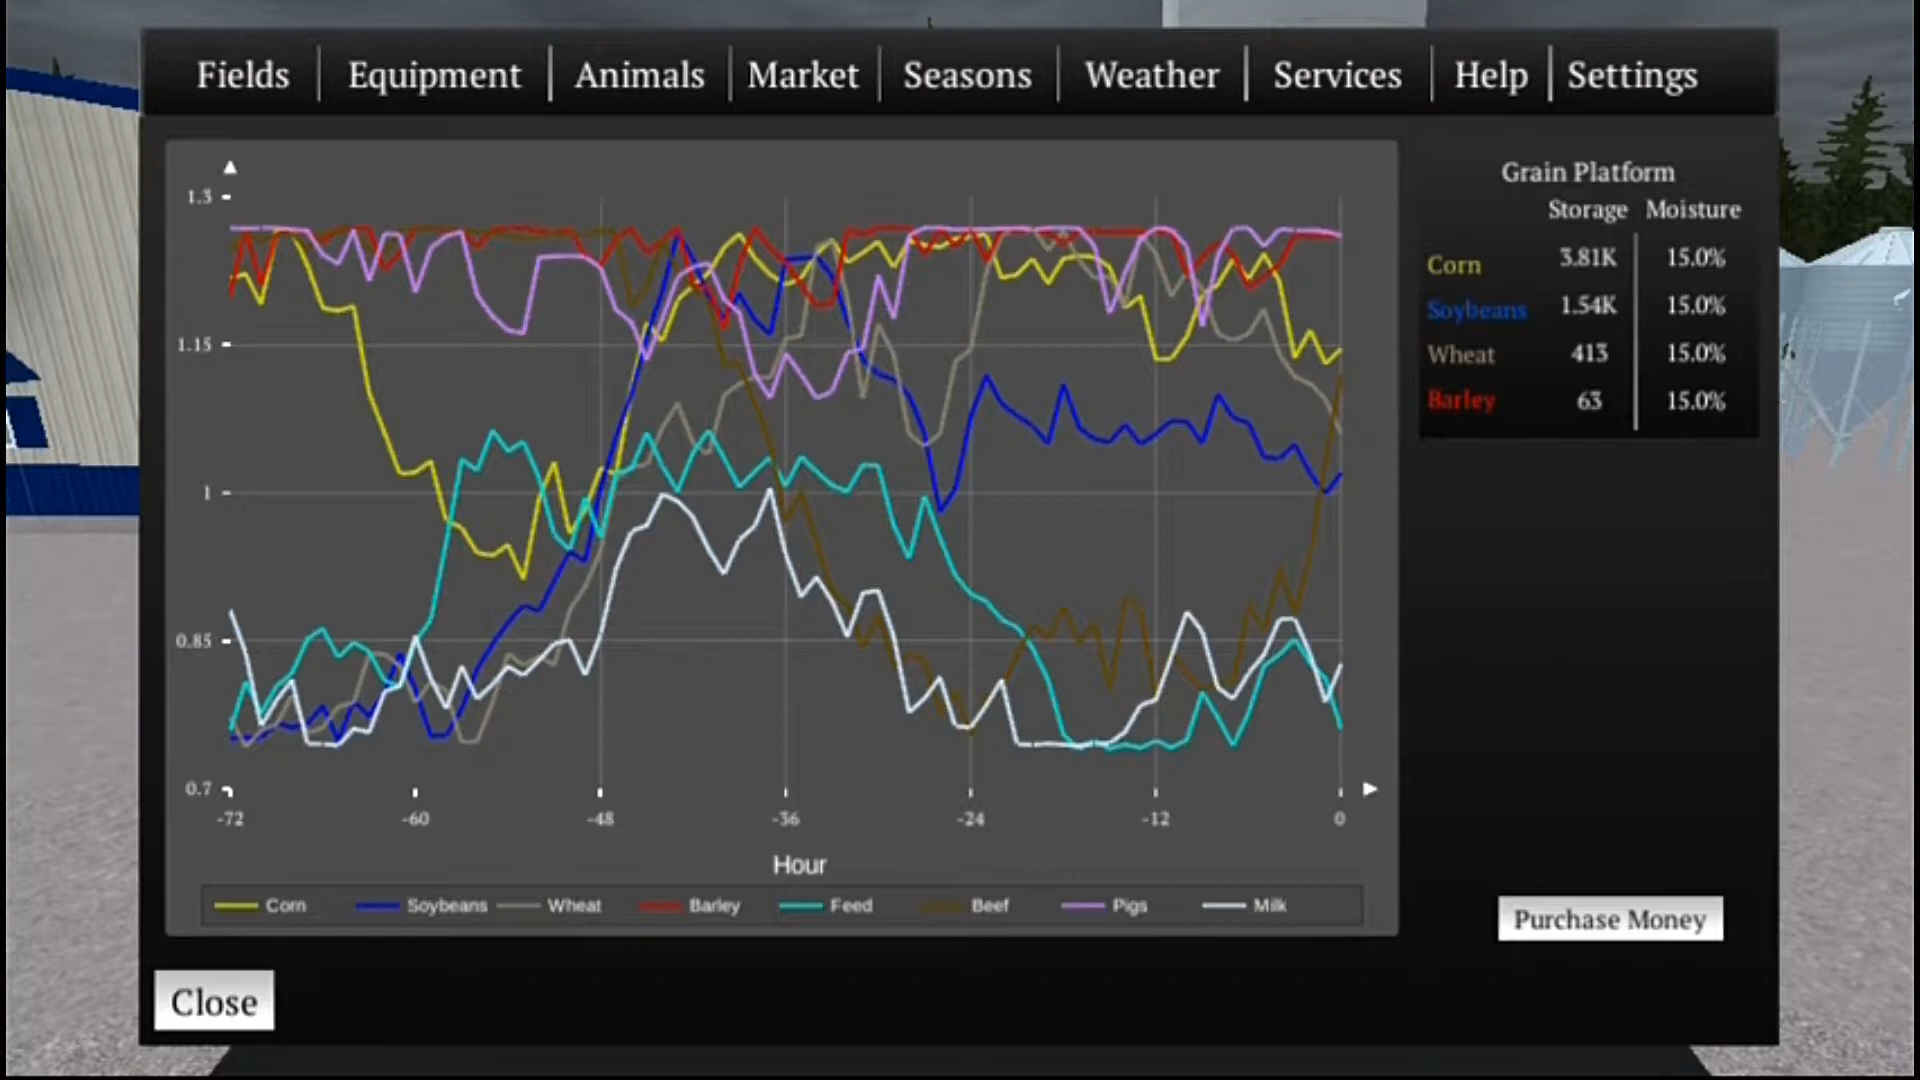 Fields Equipment Animals Market Seasons Weather Services Help Settings
Grain Platform
Storage Moisture
Corn 3.81K 15.0%
Soybeans 1.54K 15.0%
Wheat 413 15.0%
Barley 63 15.0%
1.3
1.15
1
0.85
0.7
-72 -60 -48 -36 -24 -12 0
Hour
Corn Soybeans Wheat Barley Feed Beef Pigs Milk
Purchase Money
Close